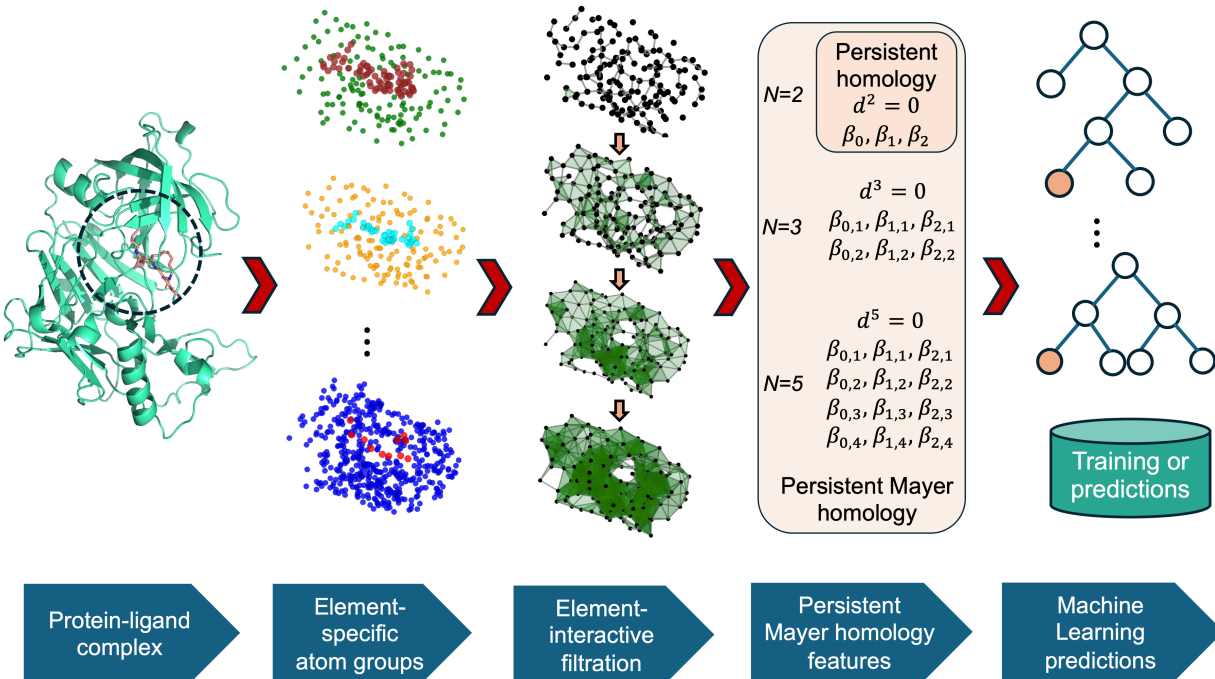 Persistent
homology
N=2
d² = 0
β₀, β₁, β₂
d³ = 0
N=3
β₀,₁, β₁,₁, β₂,₁
β₀,₂, β₁,₂, β₂,₂
d⁵ = 0
β₀,₁, β₁,₁, β₂,₁
N=5
β₀,₂, β₁,₂, β₂,₂
β₀,₃, β₁,₃, β₂,₃
β₀,₄, β₁,₄, β₂,₄
Persistent Mayer
homology
Training or
predictions
Protein-ligand
complex
Element-
specific
atom groups
Element-
interactive
filtration
Persistent
Mayer homology
features
Machine
Learning
predictions